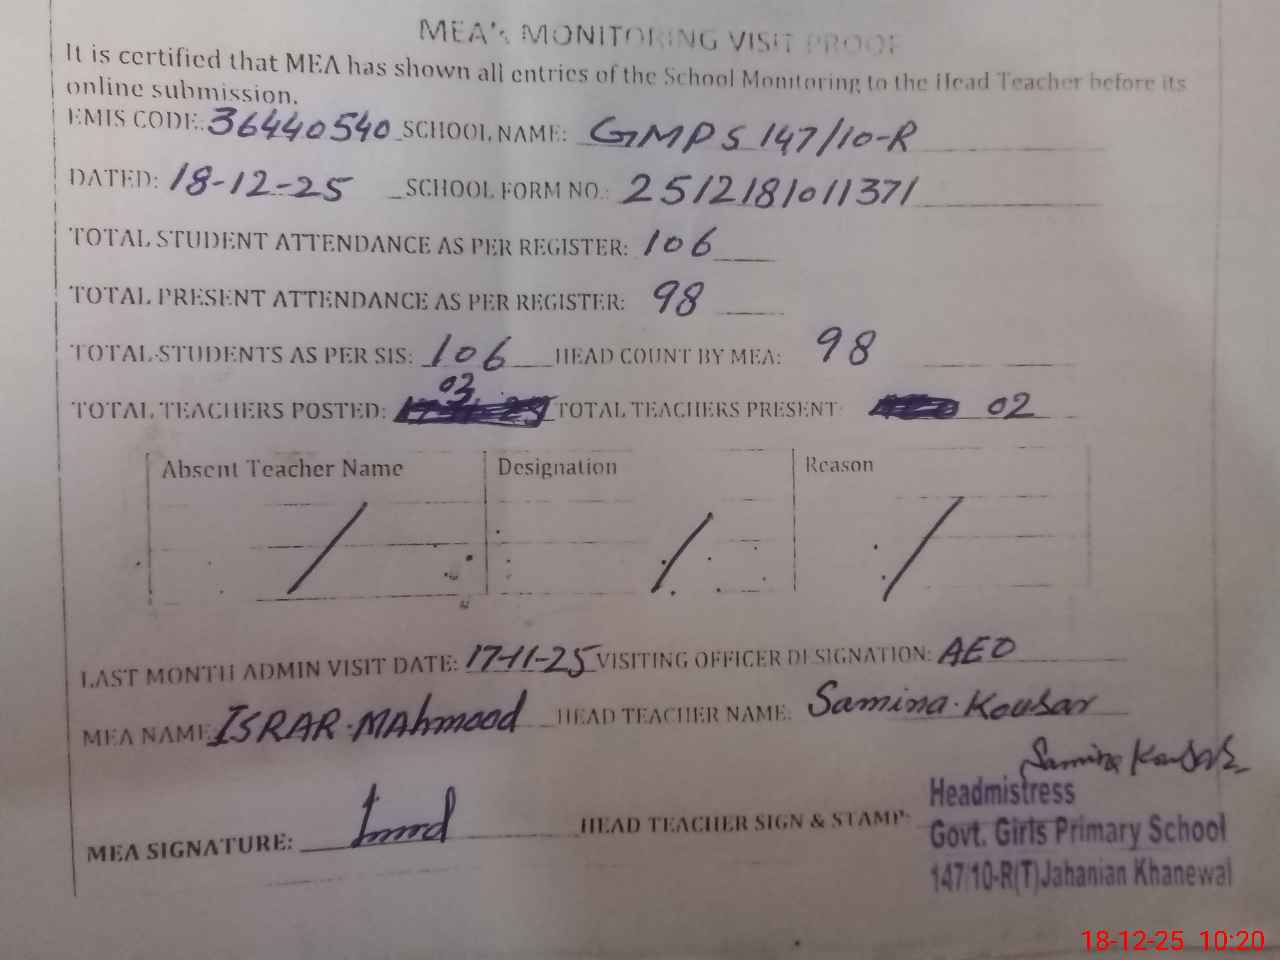 MEA's MONITORING VISIT PROOF
It is certified that MEA has shown all entries of the School Monitoring to the Head Teacher before its
online submission.
EMIS CODE: 36440540 SCHOOL NAME: GMPS 147/10-R
DATED: 18-12-25 SCHOOL FORM NO.: 2512181011371
TOTAL STUDENT ATTENDANCE AS PER REGISTER: 106
TOTAL PRESENT ATTENDANCE AS PER REGISTER: 98
TOTAL STUDENTS AS PER SIS: 106 HEAD COUNT BY MEA: 98
TOTAL TEACHERS POSTED: 03 TOTAL TEACHERS PRESENT: 02
Absent Teacher Name Designation Reason
LAST MONTH ADMIN VISIT DATE: 17-11-25 VISITING OFFICER DESIGNATION: AEO
MEA NAME ISRAR MAhmood HEAD TEACHER NAME: Samina Kousar
MEA SIGNATURE: HEAD TEACHER SIGN & STAMP: Samina Kousar
Headmistress
Govt. Girls Primary School
147/10-R(T) Jahanian Khanewal
18-12-25 10:20